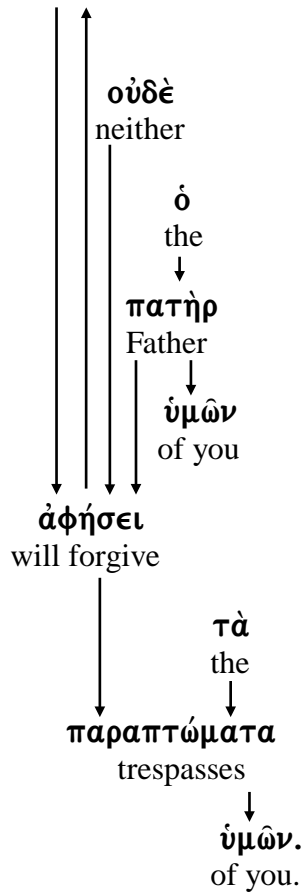 οὐδὲ
neither
ὁ
the
πατὴρ
Father
ὑμῶν
of you
ἀφήσει
will forgive
τὰ
the
παραπτώματα
trespasses
ὑμῶν.
of you.